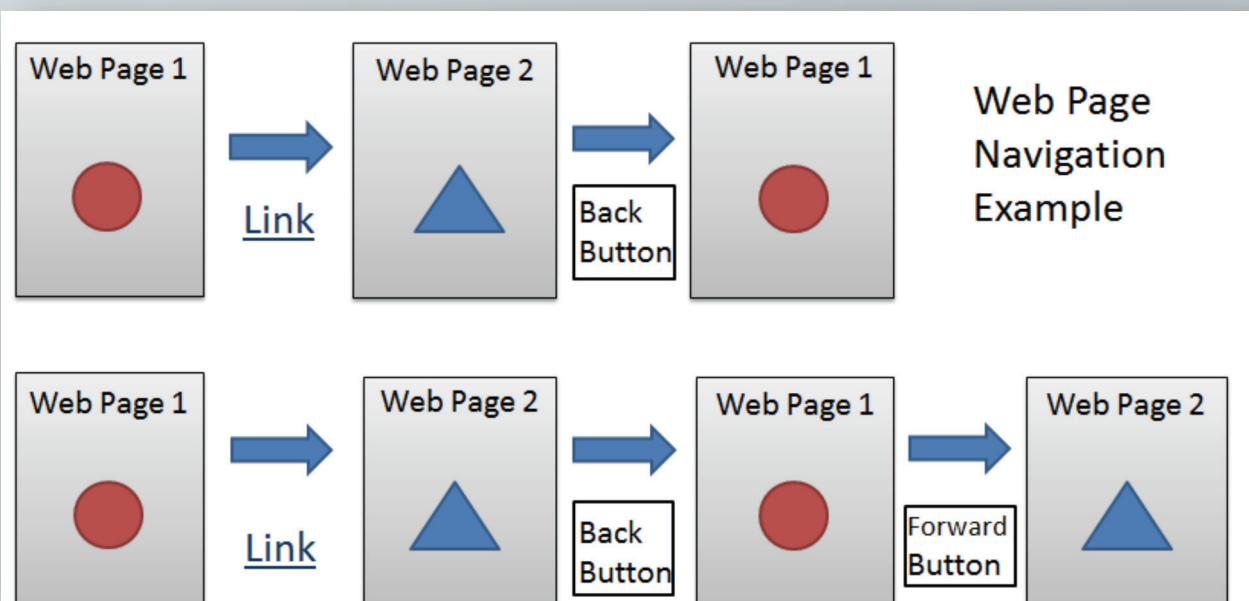 Web Page 1
Web Page 2
Web Page 1
Link
Back
Button
Web Page
Navigation
Example
Web Page 1
Web Page 2
Web Page 1
Web Page 2
Link
Back
Button
Forward
Button